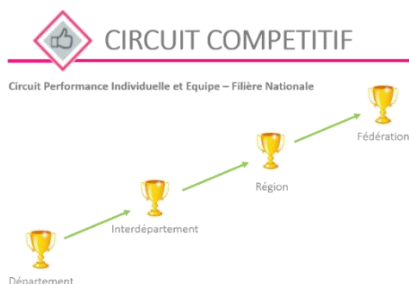 CIRCUIT COMPETITIF
Circuit Performance Individuelle et Equipe – Filière Nationale
Fédération
Région
Interdépartement
Département